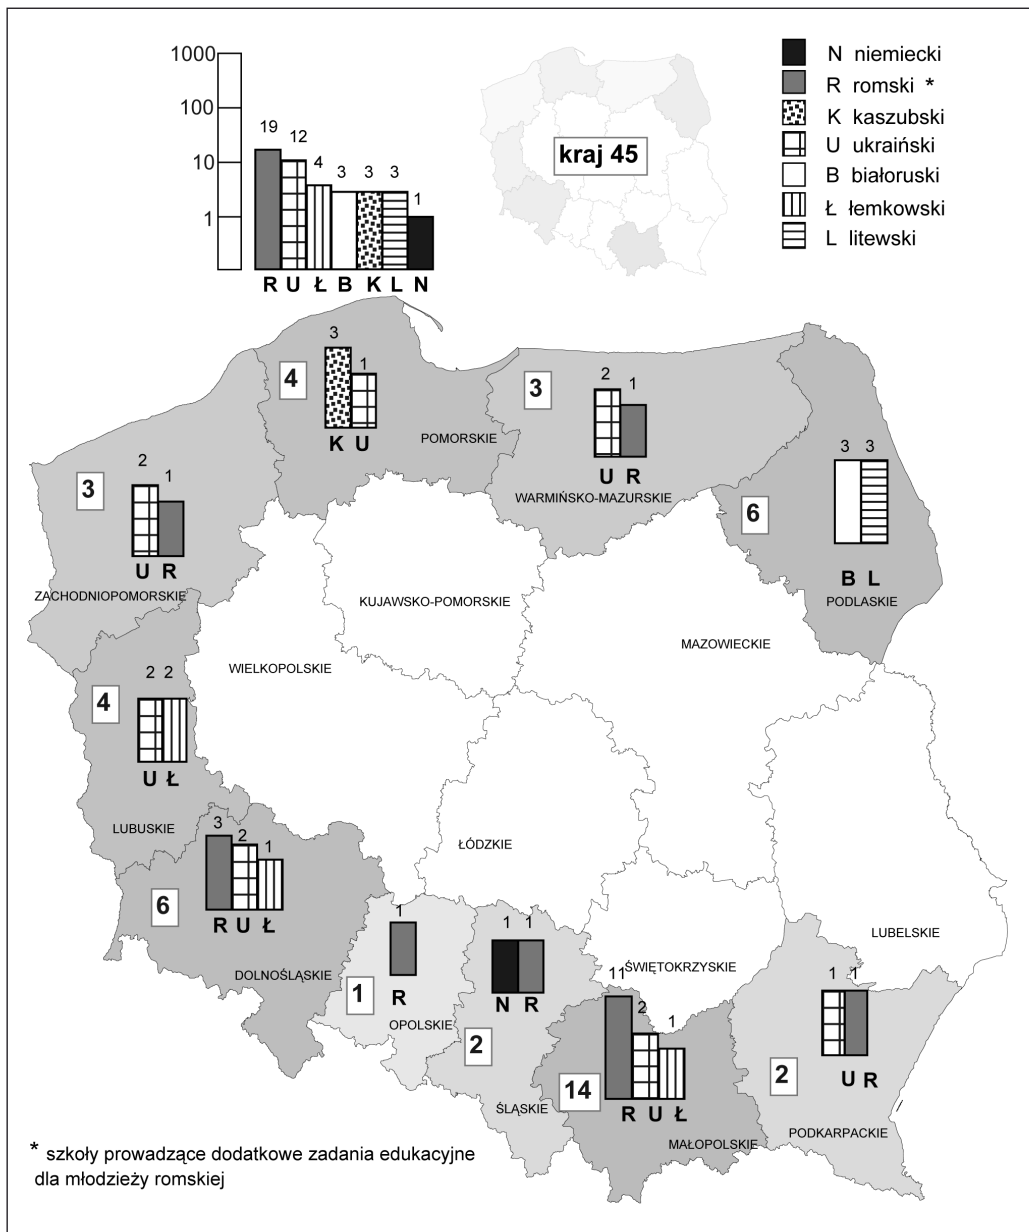 1000
100
10
1
19
12
4
3
3
3
1
R U Ł B K L N
kraj 45
N niemiecki
R romski *
K kaszubski
U ukraiński
B białoruski
Ł łemkowski
L litewski
4
3
1
K U
POMORSKIE
3
2
1
U R
WARMIŃSKO-MAZURSKIE
6
3 3
B L
PODLASKIE
3
2
1
U R
ZACHODNIOPOMORSKIE
KUJAWSKO-POMORSKIE
MAZOWIECKIE
WIELKOPOLSKIE
4
2 2
U Ł
LUBUSKIE
6
3
2
1
R U Ł
DOLNOŚLĄSKIE
ŁÓDZKIE
LUBELSKIE
ŚWIĘTOKRZYSKIE
1
1
R
OPOLSKIE
2
1 1
N R
ŚLĄSKIE
14
11
2
1
R U Ł
MAŁOPOLSKIE
2
1 1
U R
PODKARPACKIE
* szkoły prowadzące dodatkowe zadania edukacyjne
dla młodzieży romskiej